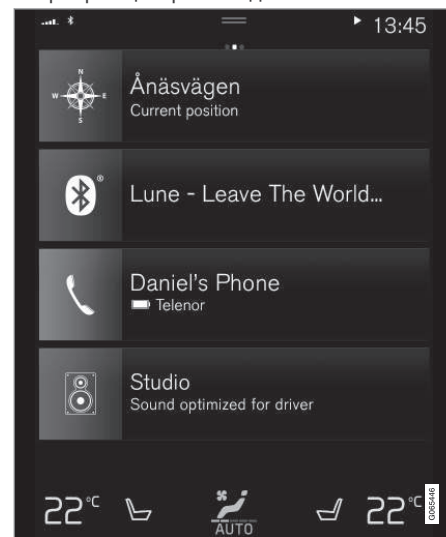 13:45
N
W E
S
Ånäsvägen
Current position
Lune - Leave The World...
Daniel's Phone
Telenor
Studio
Sound optimized for driver
22°C 22°C
AUTO
G065446